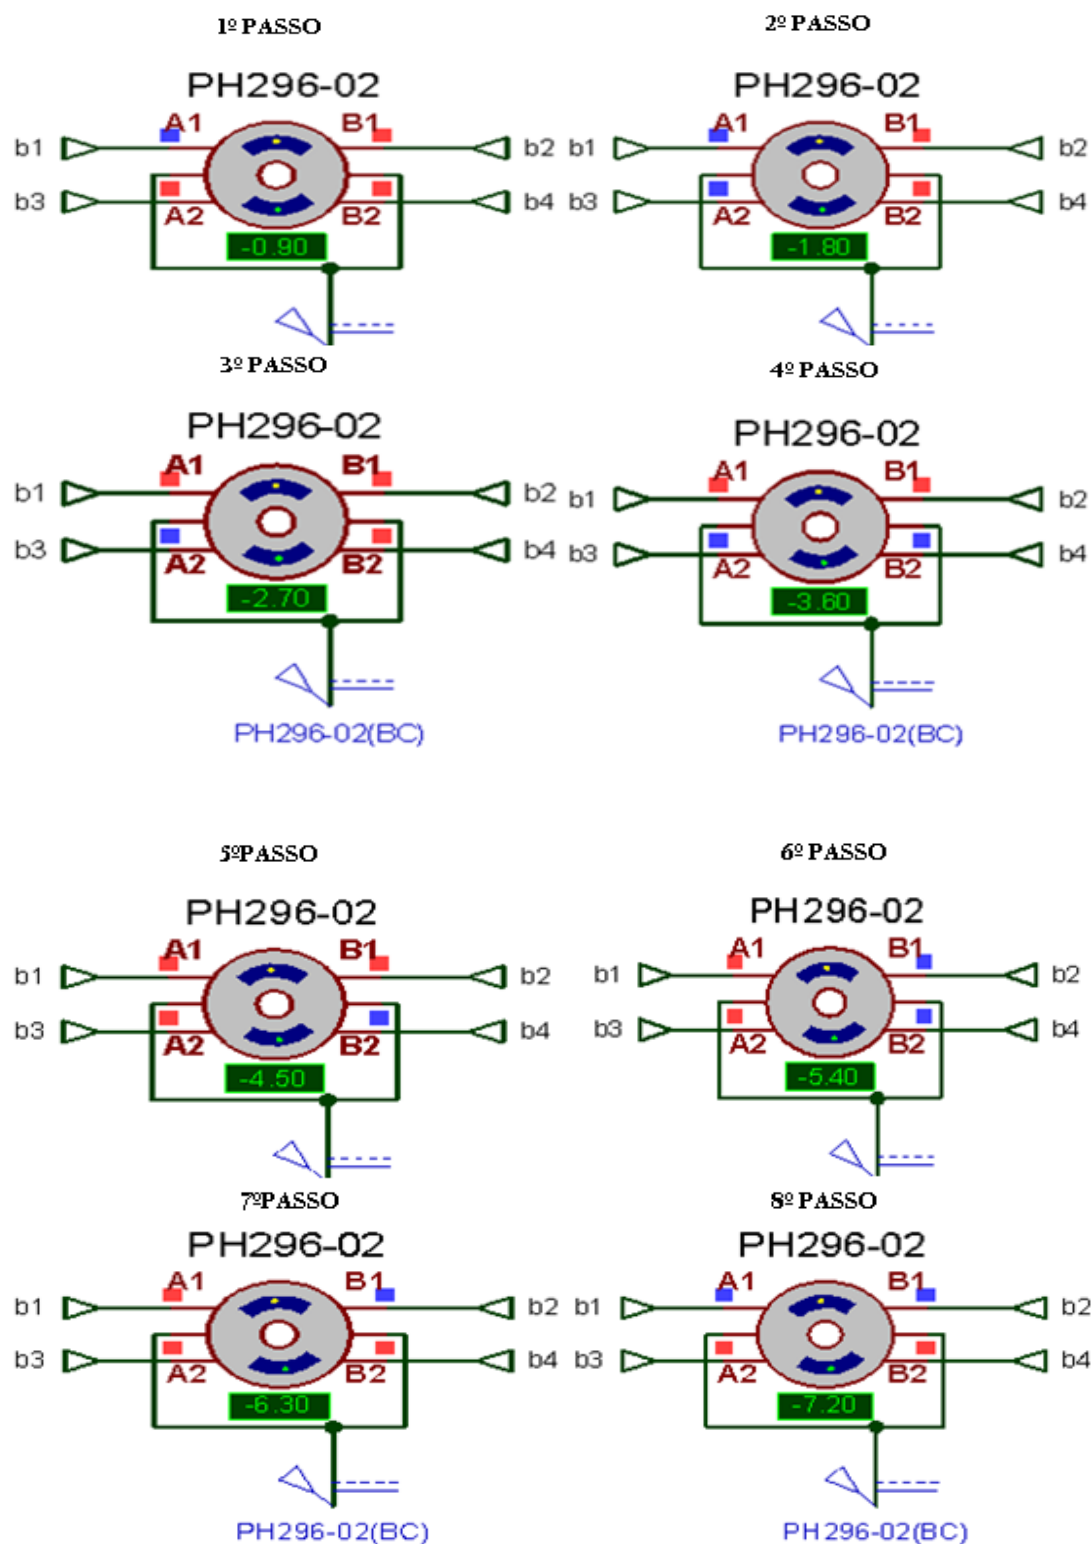 1º PASSO
2º PASSO
PH296-02
PH296-02
A1 B1
A1 B1
b1 b2
b1 b2
b3 b4
b3 b4
A2 B2
A2 B2
-0.90
-1.80
3º PASSO
4º PASSO
PH296-02
PH296-02
A1 B1
A1 B1
b1 b2
b1 b2
b3 b4
b3 b4
A2 B2
A2 B2
-2.70
-3.60
PH296-02(BC)
PH296-02(BC)
5ºPASSO
6º PASSO
PH296-02
PH296-02
A1 B1
A1 B1
b1 b2
b1 b2
b3 b4
b3 b4
A2 B2
A2 B2
-4.50
-5.40
7ºPASSO
8º PASSO
PH296-02
PH296-02
A1 B1
A1 B1
b1 b2
b1 b2
b3 b4
b3 b4
A2 B2
A2 B2
-6.30
-7.20
PH296-02(BC)
PH296-02(BC)